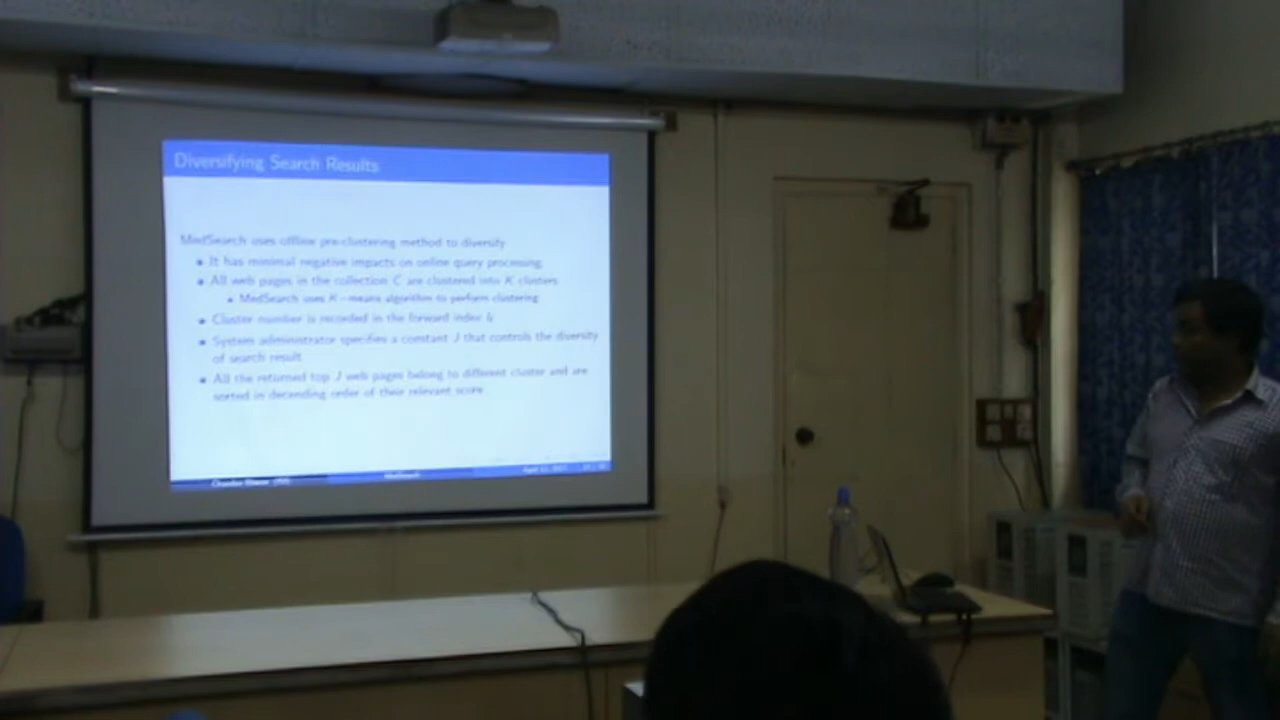 Diversifying Search Results
MedSearch uses offline pre-clustering method to diversify
It has minimal negative impacts on online query processing
All web pages in the collection C are clustered into K clusters
MedSearch uses K−means algorithm to perform clustering
Cluster number is recorded in the forward index
System administrator specifies a constant J that controls the diversity
of search result
All the returned top J web pages belong to different cluster and are
sorted in decending order of their relevant score
MedSearch